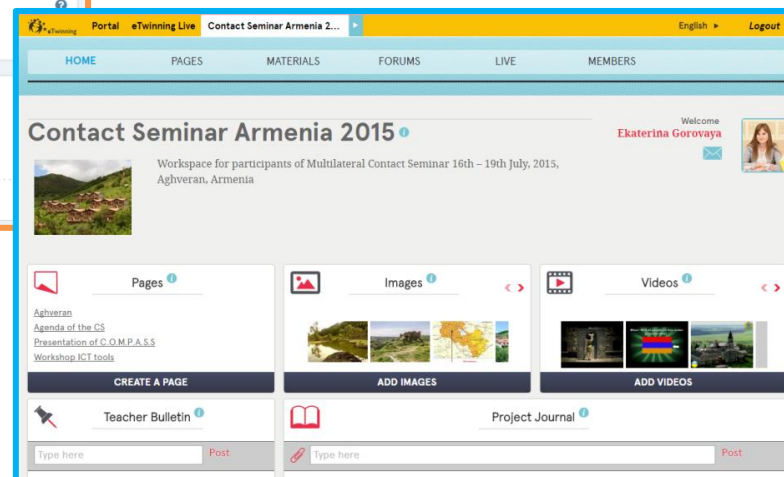 eTwinning Portal eTwinning Live Contact Seminar Armenia 2... English Logout
HOME PAGES MATERIALS FORUMS LIVE MEMBERS
Contact Seminar Armenia 2015
Welcome
Ekaterina Gorovaya
Workspace for participants of Multilateral Contact Seminar 16th – 19th July, 2015,
Aghveran, Armenia
Pages
Aghveran
Agenda of the CS
Presentation of C.O.M.P.A.S.S
Workshop ICT tools
CREATE A PAGE
Images
ADD IMAGES
Videos
ADD VIDEOS
Teacher Bulletin
Type here Post
Project Journal
Type here Post